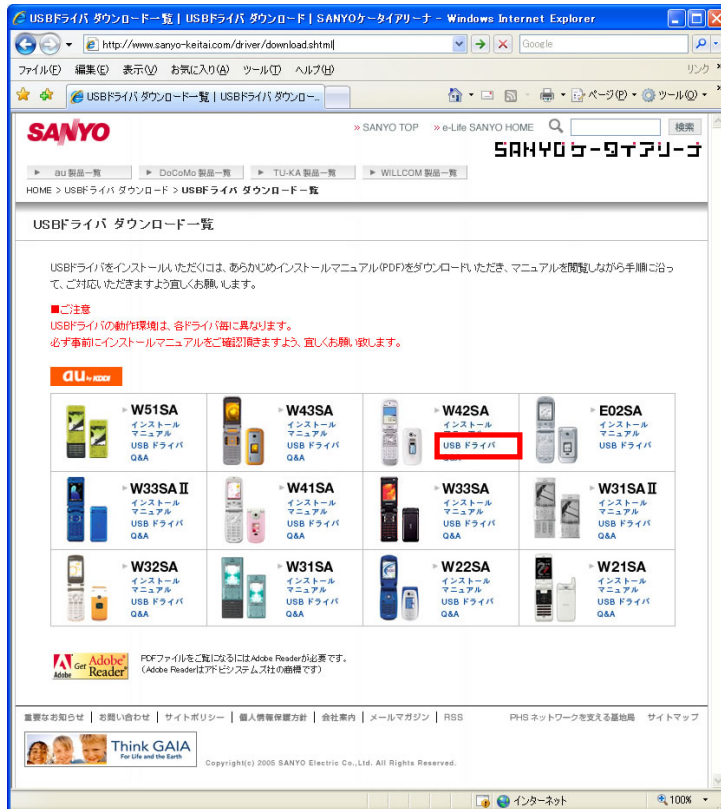 USBドライバ ダウンロード一覧 | USBドライバ ダウンロード | SANYOケータイアリーナ - Windows Internet Explorer
http://www.sanyo-keitai.com/driver/download.shtml
Google
ファイル(F) 編集(E) 表示(V) お気に入り(A) ツール(T) ヘルプ(H)
リンク
USBドライバ ダウンロード一覧 | USBドライバ ダウンロー...
ページ(P) ツール(O)
SANYO
» SANYO TOP » e-Life SANYO HOME
検索
SANYOケータイアリーナ
au 製品一覧
DoCoMo 製品一覧
TU-KA 製品一覧
WILLCOM 製品一覧
HOME > USBドライバ ダウンロード > USBドライバ ダウンロード一覧
USBドライバ ダウンロード一覧
USBドライバをインストールいただくには、あらかじめインストールマニュアル(PDF)をダウンロードいただき、マニュアルを閲覧しながら手順に沿っ
て、ご対応いただきますよう宜しくお願いします。
■ご注意
USBドライバの動作環境は、各ドライバ毎に異なります。
必ず事前にインストールマニュアルをご確認頂きますよう、宜しくお願い致します。
au by KDDI
W51SA
インストール
マニュアル
USB ドライバ
Q&A
W43SA
インストール
マニュアル
USB ドライバ
Q&A
W42SA
インストール
マニュアル
USB ドライバ
Q&A
E02SA
インストール
マニュアル
USB ドライバ
Q&A
W33SAⅡ
インストール
マニュアル
USB ドライバ
Q&A
W41SA
インストール
マニュアル
USB ドライバ
Q&A
W33SA
インストール
マニュアル
USB ドライバ
Q&A
W31SAⅡ
インストール
マニュアル
USB ドライバ
Q&A
W32SA
インストール
マニュアル
USB ドライバ
Q&A
W31SA
インストール
マニュアル
USB ドライバ
Q&A
W22SA
インストール
マニュアル
USB ドライバ
Q&A
W21SA
インストール
マニュアル
USB ドライバ
Q&A
Adobe
Get Adobe Reader
PDFファイルをご覧になるにはAdobe Readerが必要です。
(Adobe Readerはアドビシステムズ社の商標です)
重要なお知らせ | お問い合わせ | サイトポリシー | 個人情報保護方針 | 会社案内 | メールマガジン | RSS
PHS ネットワークを支える基地局 サイトマップ
Think GAIA
For Life and the Earth
Copyright(c) 2005 SANYO Electric Co.,Ltd. All Rights Reserved.
インターネット
100%